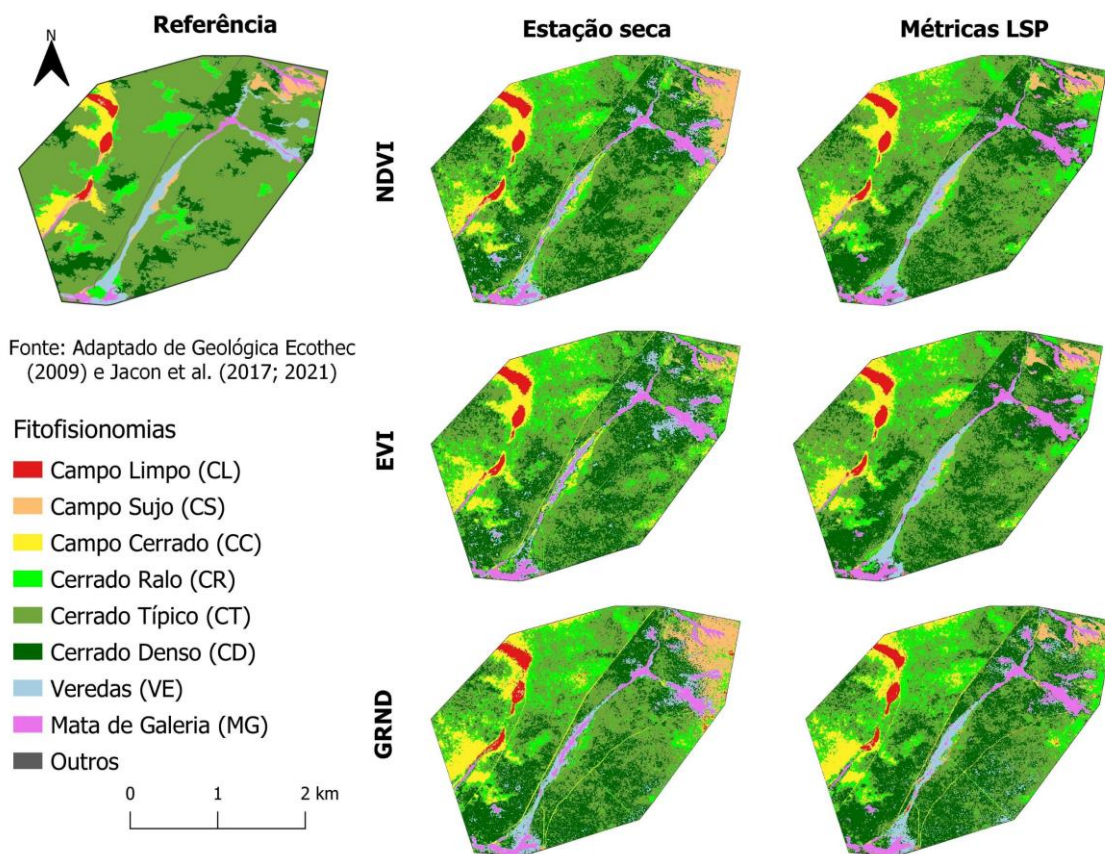 Referência
Estação seca
Métricas LSP
N
NDVI
EVI
GRND
Fonte: Adaptado de Geológica Ecothec
(2009) e Jacon et al. (2017; 2021)
Fitofisionomias
Campo Limpo (CL)
Campo Sujo (CS)
Campo Cerrado (CC)
Cerrado Ralo (CR)
Cerrado Típico (CT)
Cerrado Denso (CD)
Veredas (VE)
Mata de Galeria (MG)
Outros
0 1 2 km